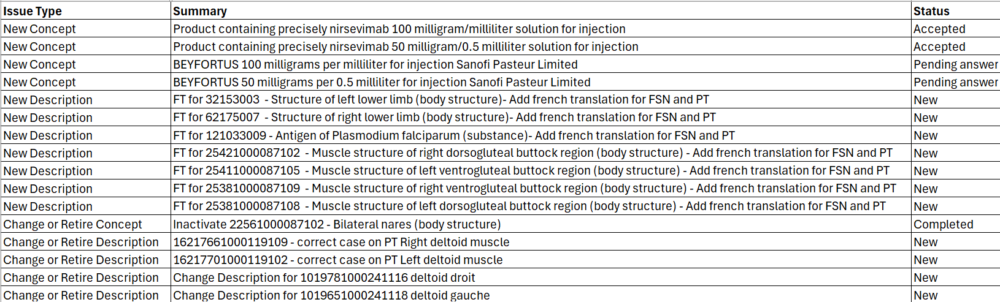 Issue Type Summary Status
New Concept Product containing precisely nirsevimab 100 milligram/milliliter solution for injection Accepted
New Concept Product containing precisely nirsevimab 50 milligram/0.5 milliliter solution for injection Accepted
New Concept BEYFORTUS 100 milligrams per milliliter for injection Sanofi Pasteur Limited Pending answer
New Concept BEYFORTUS 50 milligrams per 0.5 milliliter for injection Sanofi Pasteur Limited Pending answer
New Description FT for 32153003  - Structure of left lower limb (body structure)- Add french translation for FSN and PT New
New Description FT for 62175007  - Structure of right lower limb (body structure)- Add french translation for FSN and PT New
New Description FT for 121033009 - Antigen of Plasmodium falciparum (substance)- Add french translation for FSN and PT New
New Description FT for 25421000087102  - Muscle structure of right dorsogluteal buttock region (body structure) - Add french translation for FSN and PT New
New Description FT for 25411000087105  - Muscle structure of left ventrogluteal buttock region (body structure) - Add french translation for FSN and PT New
New Description FT for 25381000087109  - Muscle structure of right ventrogluteal buttock region (body structure) - Add french translation for FSN and PT New
New Description FT for 25381000087108  - Muscle structure of left dorsogluteal buttock region (body structure) - Add french translation for FSN and PT New
Change or Retire Concept Inactivate 22561000087102 - Bilateral nares (body structure) Completed
Change or Retire Description 16217661000119109 - correct case on PT Right deltoid muscle New
Change or Retire Description 16217701000119102 - correct case on PT Left deltoid muscle New
Change or Retire Description Change Description for 1019781000241116 deltoid droit New
Change or Retire Description Change Description for 1019651000241118 deltoid gauche New